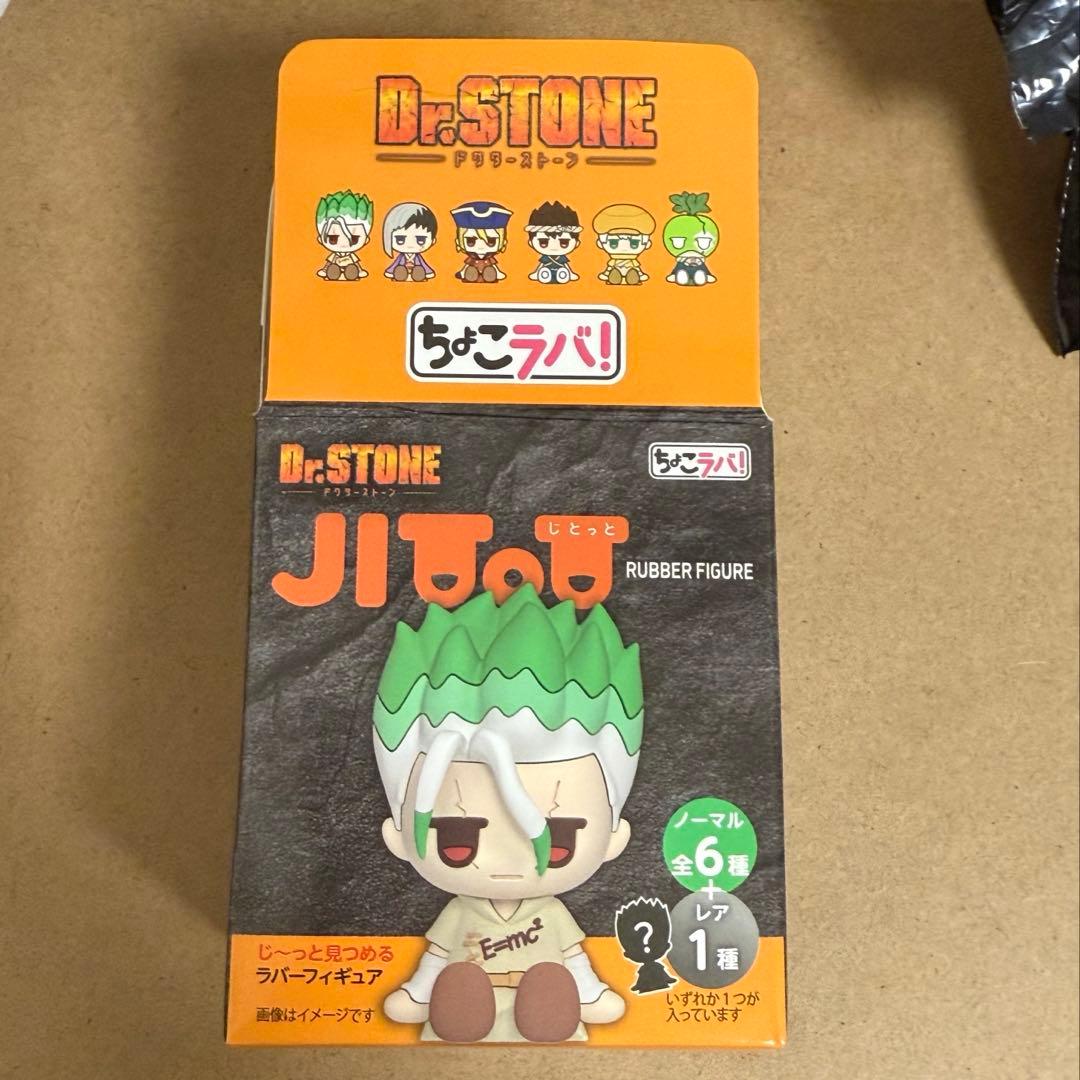 Dr.STONE
ドクターストーン
ちょこラバ!
Dr.STONE
ドクターストーン
ちょこラバ!
JITOT
じとっと
RUBBER FIGURE
E=mc²
ノーマル
全6種
+
レア
1種
?
じ〜っと見つめる
ラバーフィギュア
画像はイメージです
いずれか1つが
入っています